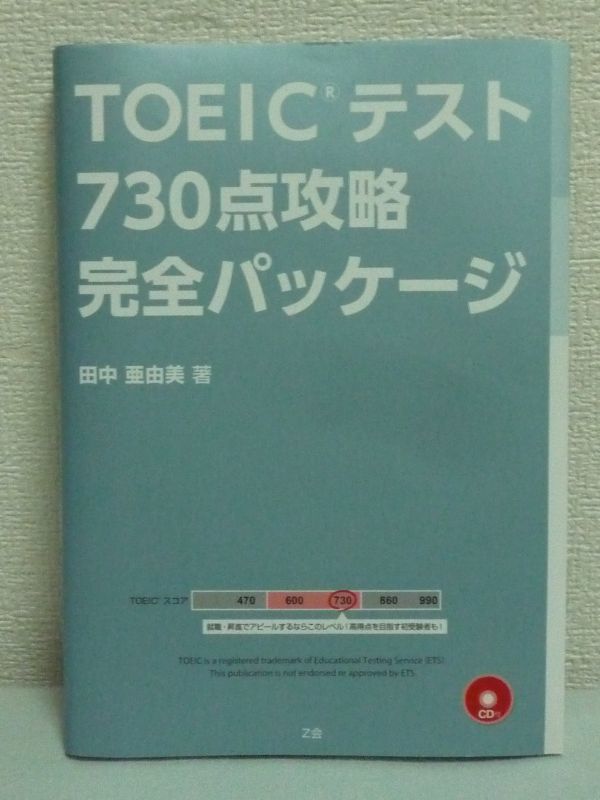 TOEIC® テスト
730点攻略
完全パッケージ
田中 亜由美 著
TOEIC® スコア 470 600 730 860 990
就職・昇進でアピールするならこのレベル！高得点を目指す初受験者も！
TOEIC is a registered trademark of Educational Testing Service (ETS).
This publication is not endorsed re approved by ETS.
CD付
Z会